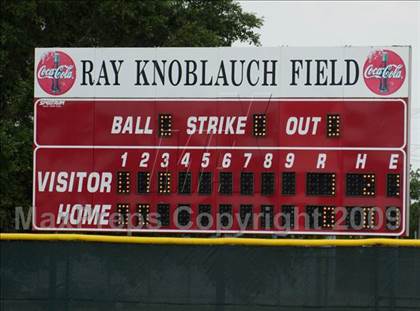 Coca-Cola RAY KNOBLAUCH FIELD Coca-Cola
SPECTRUM
BALL STRIKE OUT
1 2 3 4 5 6 7 8 9 R H E
VISITOR
HOME
MaxPreps Copyright 2009